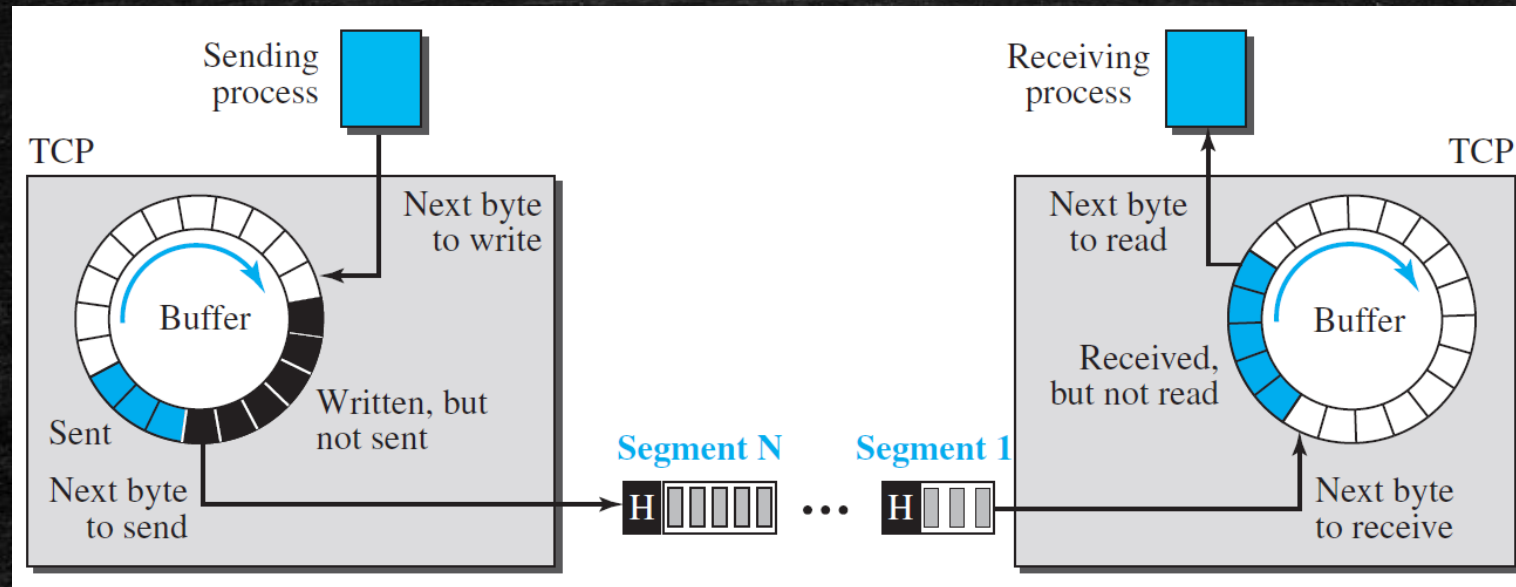 Sending
process
Receiving
process
TCP
TCP
Next byte
to write
Next byte
to read
Buffer
Buffer
Received,
but not read
Written, but
not sent
Sent
Segment N
Segment 1
Next byte
to send
H
...
H
Next byte
to receive